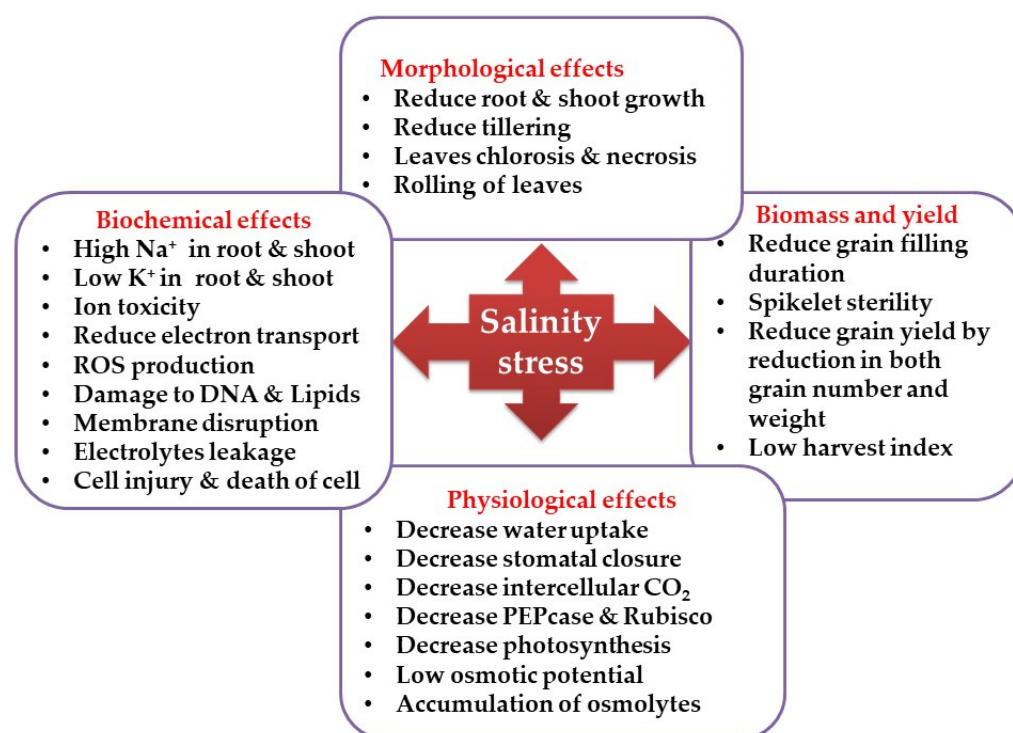 Morphological effects
• Reduce root & shoot growth
• Reduce tillering
• Leaves chlorosis & necrosis
• Rolling of leaves
Biochemical effects
• High Na⁺ in root & shoot
• Low K⁺ in root & shoot
• Ion toxicity
• Reduce electron transport
• ROS production
• Damage to DNA & Lipids
• Membrane disruption
• Electrolytes leakage
• Cell injury & death of cell
Salinity
stress
Biomass and yield
• Reduce grain filling
duration
• Spikelet sterility
• Reduce grain yield by
reduction in both
grain number and
weight
• Low harvest index
Physiological effects
• Decrease water uptake
• Decrease stomatal closure
• Decrease intercellular CO₂
• Decrease PEPcase & Rubisco
• Decrease photosynthesis
• Low osmotic potential
• Accumulation of osmolytes